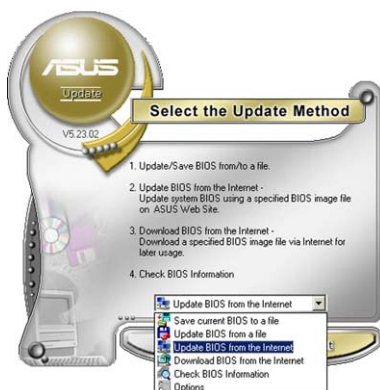 ASUS
Update
V5.23.02
Select the Update Method
1. Update/Save BIOS from/to a file.
2. Update BIOS from the Internet -
Update system BIOS using a specified BIOS image file
on ASUS Web Site.
3. Download BIOS from the Internet -
Download a specified BIOS image file via Internet for
later usage.
4. Check BIOS Information
Update BIOS from the Internet
Save current BIOS to a file
Update BIOS from a file
Update BIOS from the Internet
Download BIOS from the Internet
Check BIOS Information
Options